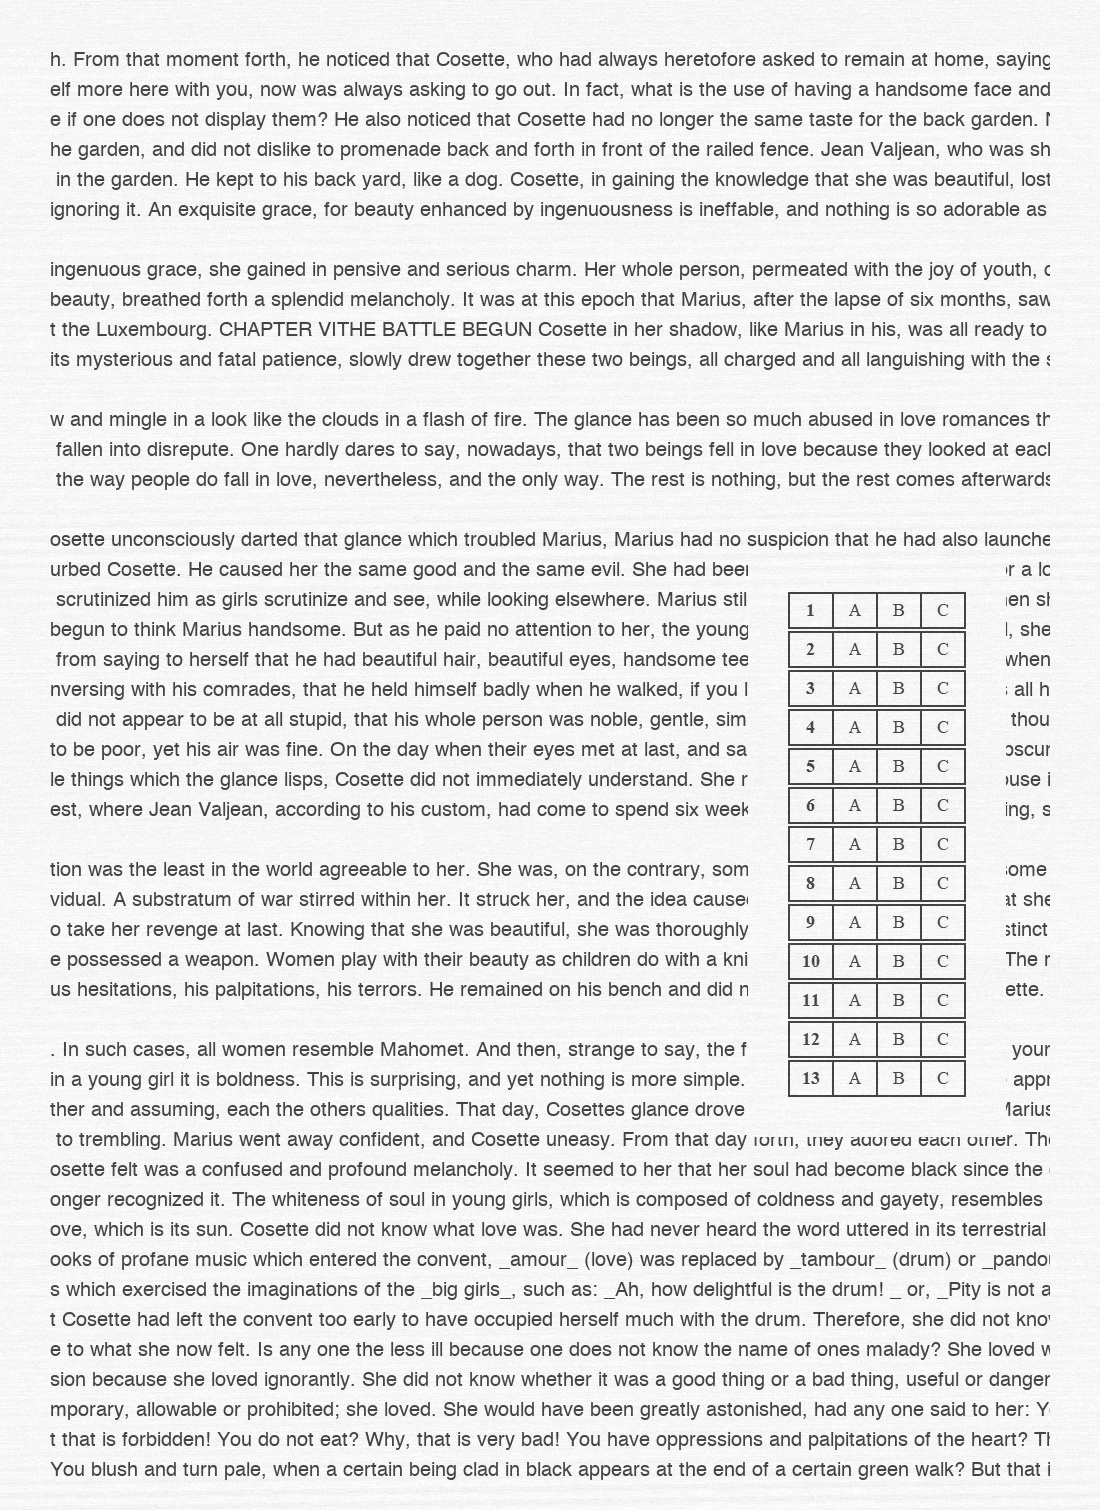 h. From that moment forth, he noticed that Cosette, who had always heretofore asked to remain at home, saying
elf more here with you, now was always asking to go out. In fact, what is the use of having a handsome face and
e if one does not display them? He also noticed that Cosette had no longer the same taste for the back garden.
he garden, and did not dislike to promenade back and forth in front of the railed fence. Jean Valjean, who was sh
in the garden. He kept to his back yard, like a dog. Cosette, in gaining the knowledge that she was beautiful, lost
ignoring it. An exquisite grace, for beauty enhanced by ingenuousness is ineffable, and nothing is so adorable as
ingenuous grace, she gained in pensive and serious charm. Her whole person, permeated with the joy of youth,
beauty, breathed forth a splendid melancholy. It was at this epoch that Marius, after the lapse of six months, saw
t the Luxembourg. CHAPTER VITHE BATTLE BEGUN Cosette in her shadow, like Marius in his, was all ready to
its mysterious and fatal patience, slowly drew together these two beings, all charged and all languishing with the
w and mingle in a look like the clouds in a flash of fire. The glance has been so much abused in love romances th
fallen into disrepute. One hardly dares to say, nowadays, that two beings fell in love because they looked at each
the way people do fall in love, nevertheless, and the only way. The rest is nothing, but the rest comes afterwards
osette unconsciously darted that glance which troubled Marius, Marius had no suspicion that he had also launche
urbed Cosette. He caused her the same good and the same evil. She had been or a lo
scrutinized him as girls scrutinize and see, while looking elsewhere. Marius stil en sh
begun to think Marius handsome. But as he paid no attention to her, the young , she
from saying to herself that he had beautiful hair, beautiful eyes, handsome tee when
nversing with his comrades, that he held himself badly when he walked, if you all h
did not appear to be at all stupid, that his whole person was noble, gentle, sim thou
to be poor, yet his air was fine. On the day when their eyes met at last, and sa bscur
le things which the glance lisps, Cosette did not immediately understand. She r ouse i
est, where Jean Valjean, according to his custom, had come to spend six week ing, s
tion was the least in the world agreeable to her. She was, on the contrary, som some
vidual. A substratum of war stirred within her. It struck her, and the idea caused at she
o take her revenge at last. Knowing that she was beautiful, she was thoroughly stinct
e possessed a weapon. Women play with their beauty as children do with a kni The
us hesitations, his palpitations, his terrors. He remained on his bench and did n ette.
. In such cases, all women resemble Mahomet. And then, strange to say, the f your
in a young girl it is boldness. This is surprising, and yet nothing is more simple. appr
ther and assuming, each the others qualities. That day, Cosettes glance drove Marius
to trembling. Marius went away confident, and Cosette uneasy. From that day forth, they adored each other. The
osette felt was a confused and profound melancholy. It seemed to her that her soul had become black since the
onger recognized it. The whiteness of soul in young girls, which is composed of coldness and gayety, resembles
ove, which is its sun. Cosette did not know what love was. She had never heard the word uttered in its terrestrial
ooks of profane music which entered the convent, _amour_ (love) was replaced by _tambour_ (drum) or _pandou
s which exercised the imaginations of the _big girls_, such as: _Ah, how delightful is the drum! _ or, _Pity is not a
t Cosette had left the convent too early to have occupied herself much with the drum. Therefore, she did not know
e to what she now felt. Is any one the less ill because one does not know the name of ones malady? She loved w
sion because she loved ignorantly. She did not know whether it was a good thing or a bad thing, useful or danger
mporary, allowable or prohibited; she loved. She would have been greatly astonished, had any one said to her: Y
t that is forbidden! You do not eat? Why, that is very bad! You have oppressions and palpitations of the heart? Th
You blush and turn pale, when a certain being clad in black appears at the end of a certain green walk? But that i
1 A B C
2 A B C
3 A B C
4 A B C
5 A B C
6 A B C
7 A B C
8 A B C
9 A B C
10 A B C
11 A B C
12 A B C
13 A B C